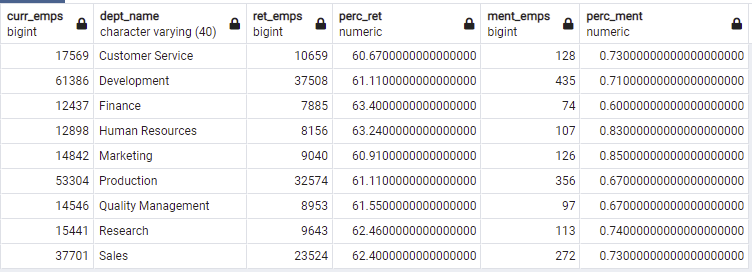 curr_emps dept_name ret_emps perc_ret ment_emps perc_ment
bigint character varying (40) bigint numeric bigint numeric
17569 Customer Service 10659 60.6700000000000000 128 0.73000000000000000000
61386 Development 37508 61.1100000000000000 435 0.71000000000000000000
12437 Finance 7885 63.4000000000000000 74 0.60000000000000000000
12898 Human Resources 8156 63.2400000000000000 107 0.83000000000000000000
14842 Marketing 9040 60.9100000000000000 126 0.85000000000000000000
53304 Production 32574 61.1100000000000000 356 0.67000000000000000000
14546 Quality Management 8953 61.5500000000000000 97 0.67000000000000000000
15441 Research 9643 62.4600000000000000 113 0.74000000000000000000
37701 Sales 23524 62.4000000000000000 272 0.73000000000000000000